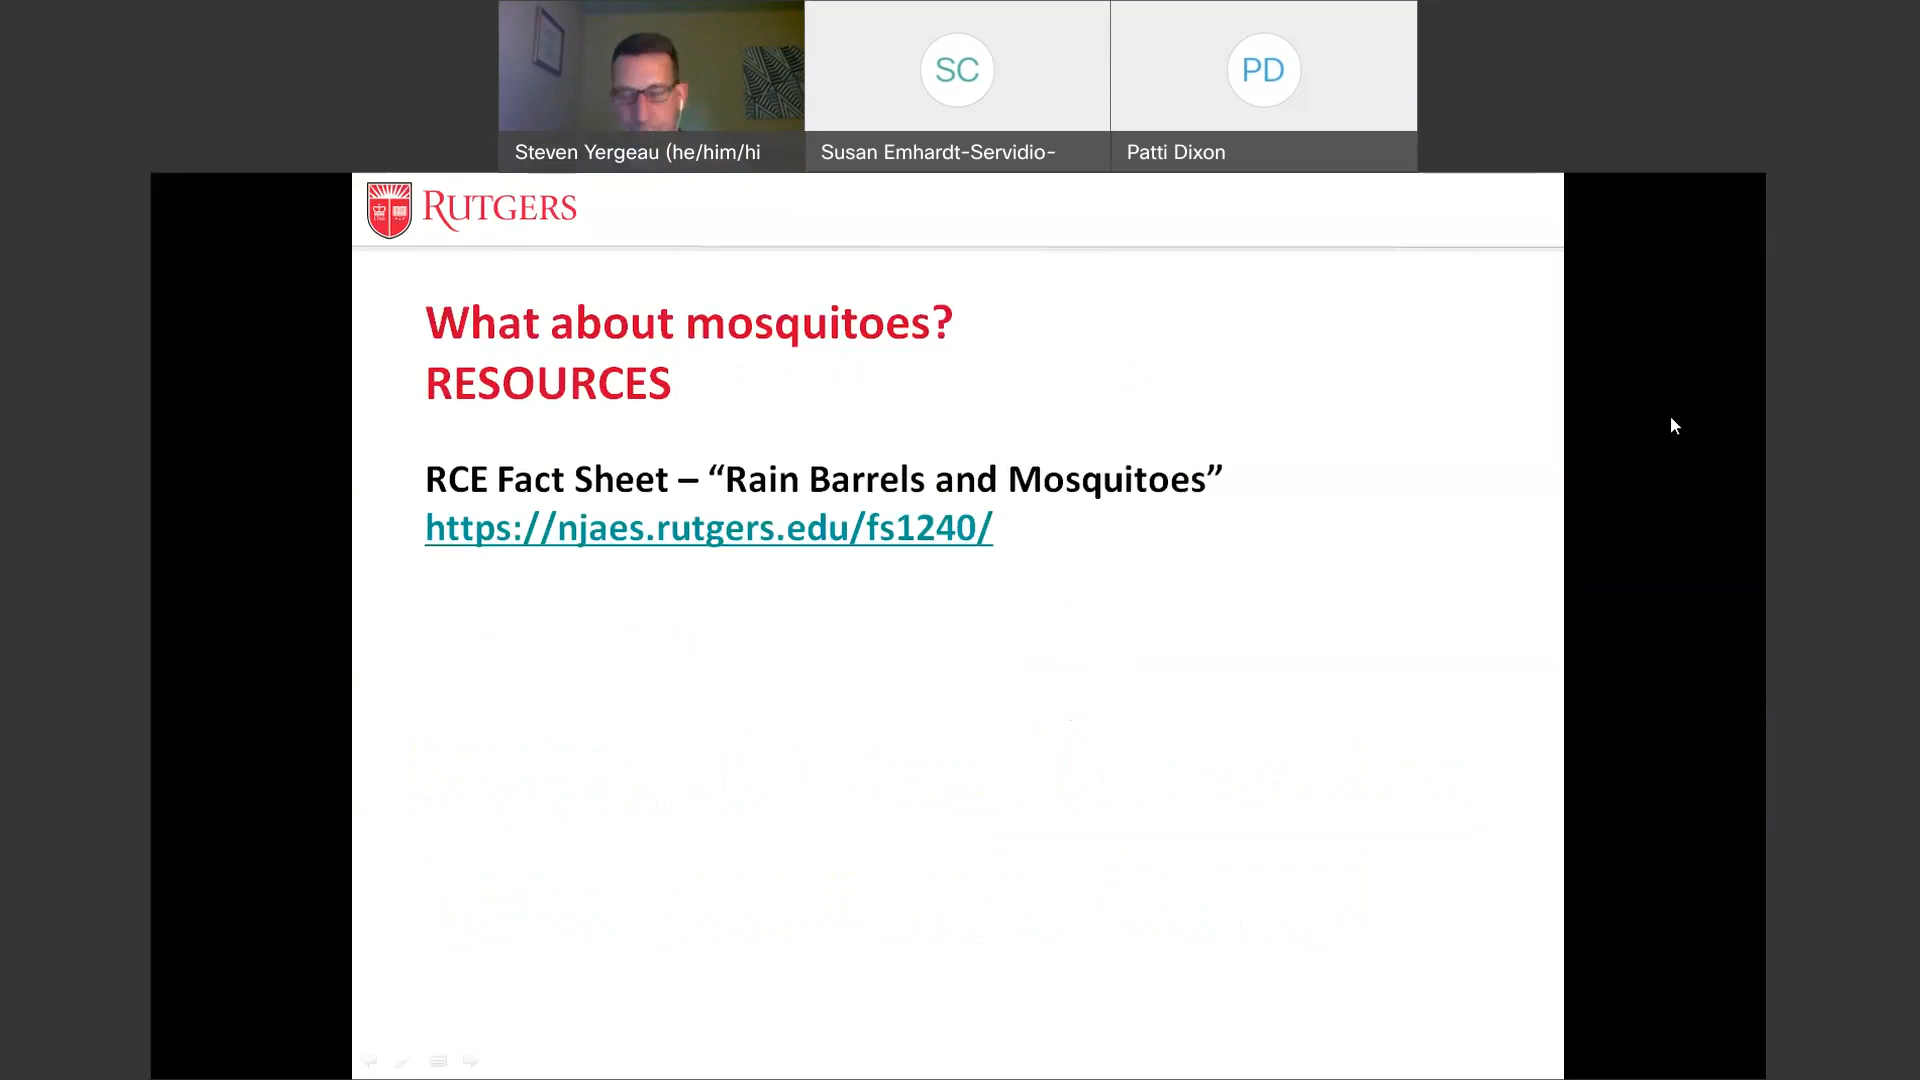 SC
PD
Steven Yergeau (he/him/hi
Susan Emhardt-Servidio-
Patti Dixon
RUTGERS
What about mosquitoes?
RESOURCES
RCE Fact Sheet – “Rain Barrels and Mosquitoes”
https://njaes.rutgers.edu/fs1240/